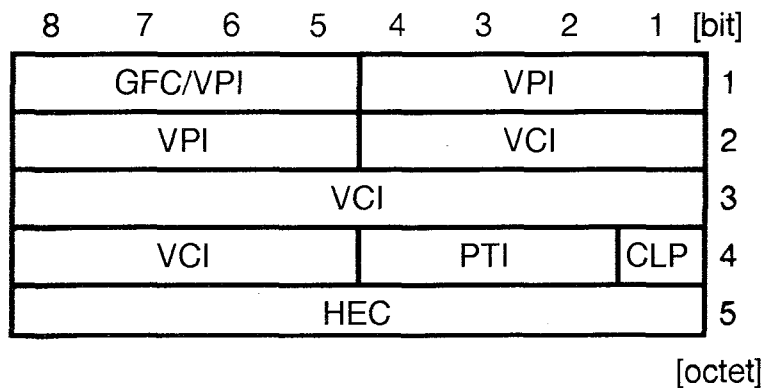 8 7 6 5 4 3 2 1 [bit]
GFC/VPI VPI 1
VPI VCI 2
VCI 3
VCI PTI CLP 4
HEC 5
[octet]